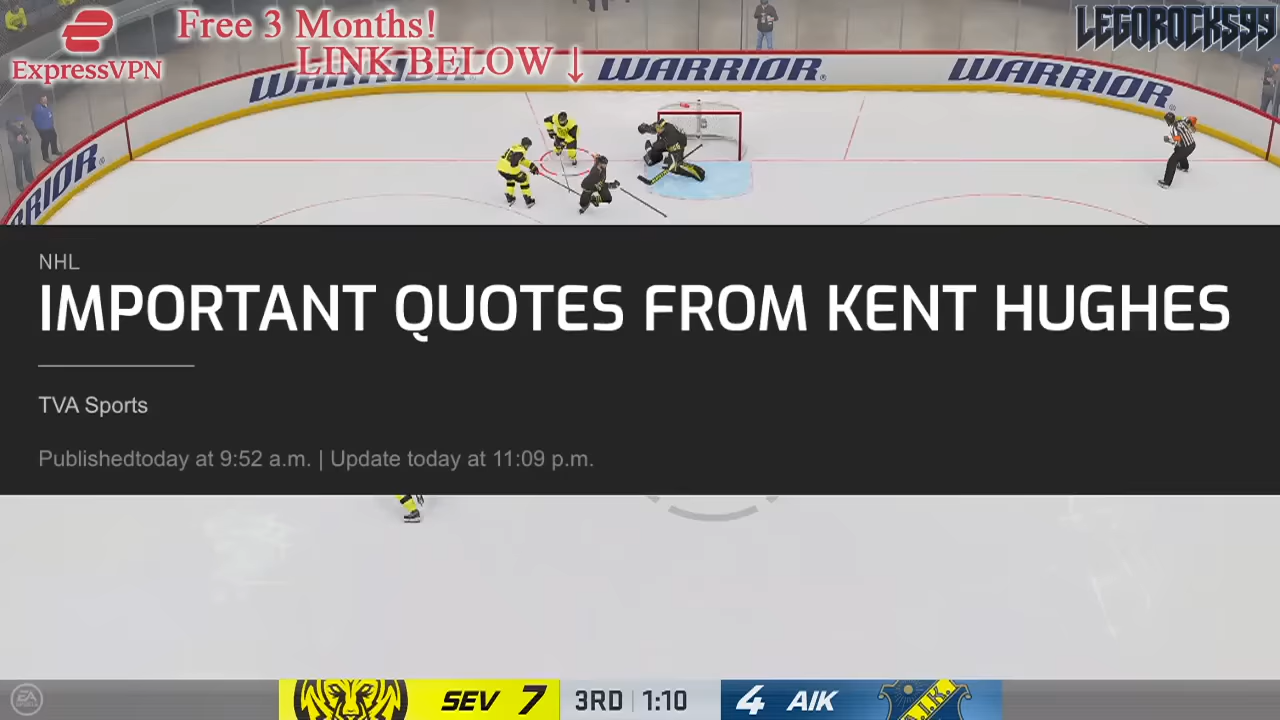 Free 3 Months!
LINK BELOW ↓
ExpressVPN
LEGOROCKS99
WARRIOR
WARRIOR
WARRIOR
NHL
IMPORTANT QUOTES FROM KENT HUGHES
TVA Sports
Publishedtoday at 9:52 a.m. | Update today at 11:09 p.m.
SEV 7 3RD 1:10 4 AIK
A.I.K.